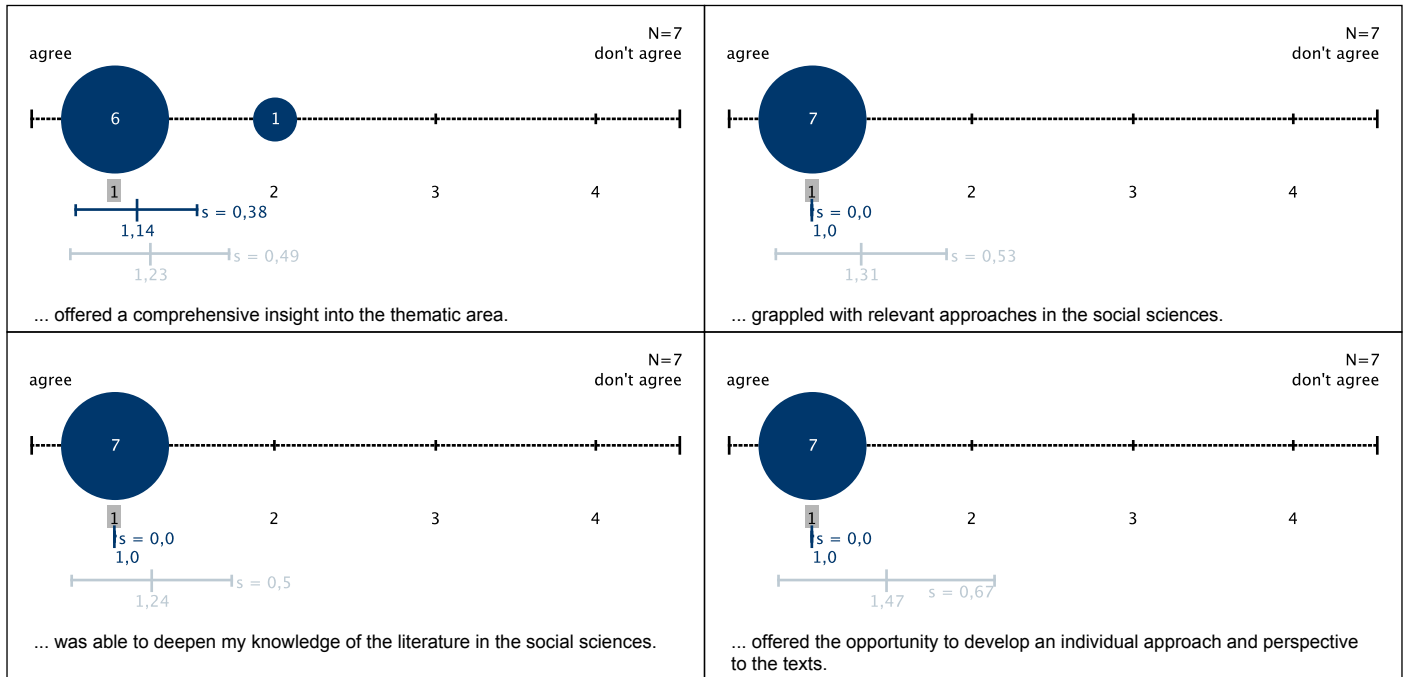 N=7
agree don't agree
6 1
1 2 3 4
s = 0,38
1,14
s = 0,49
1,23
... offered a comprehensive insight into the thematic area.
N=7
agree don't agree
7
1 2 3 4
s = 0,0
1,0
s = 0,53
1,31
... grappled with relevant approaches in the social sciences.
N=7
agree don't agree
7
1 2 3 4
s = 0,0
1,0
s = 0,5
1,24
... was able to deepen my knowledge of the literature in the social sciences.
N=7
agree don't agree
7
1 2 3 4
s = 0,0
1,0
s = 0,67
1,47
... offered the opportunity to develop an individual approach and perspective
to the texts.